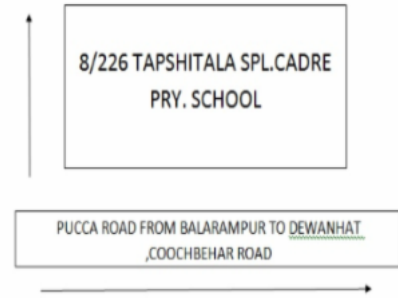 8/226 TAPSHITALA SPL.CADRE
PRY. SCHOOL
PUCCA ROAD FROM BALARAMPUR TO DEWANHAT
,COOCHBEHAR ROAD